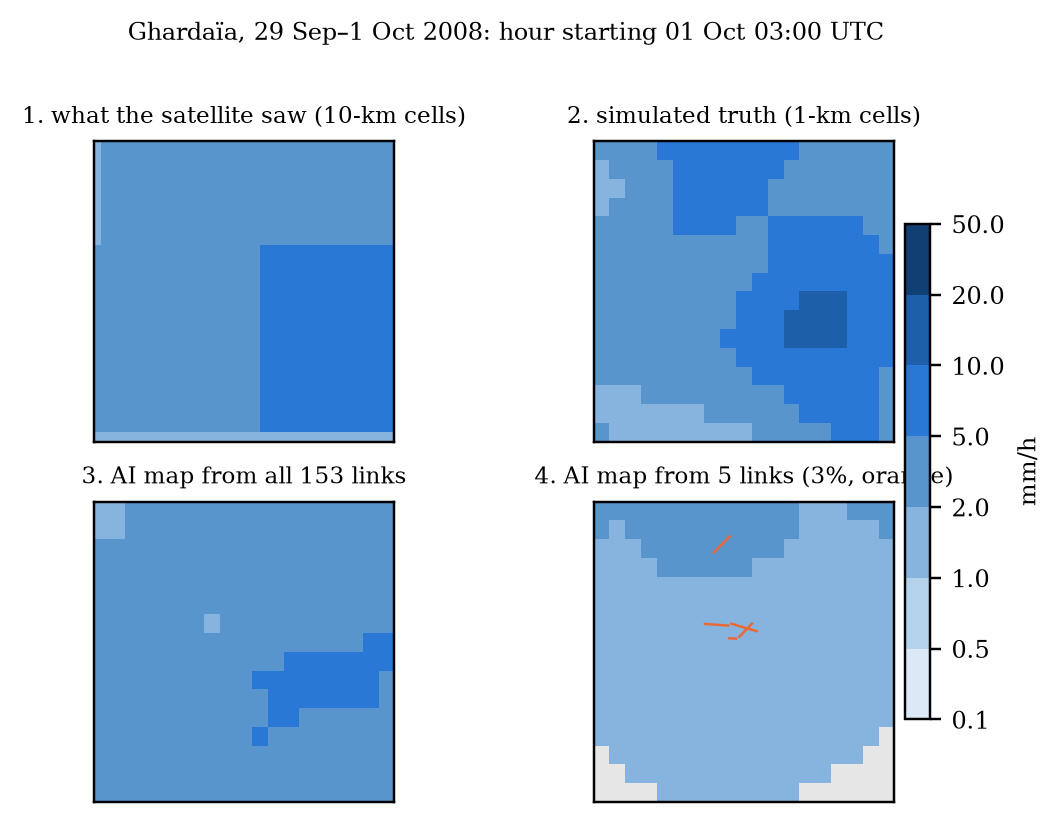 Ghardaïa, 29 Sep–1 Oct 2008: hour starting 01 Oct 03:00 UTC
1. what the satellite saw (10-km cells)
2. simulated truth (1-km cells)
3. AI map from all 153 links
4. AI map from 5 links (3%, orange)
50.0
20.0
10.0
5.0
2.0
1.0
0.5
0.1
mm/h